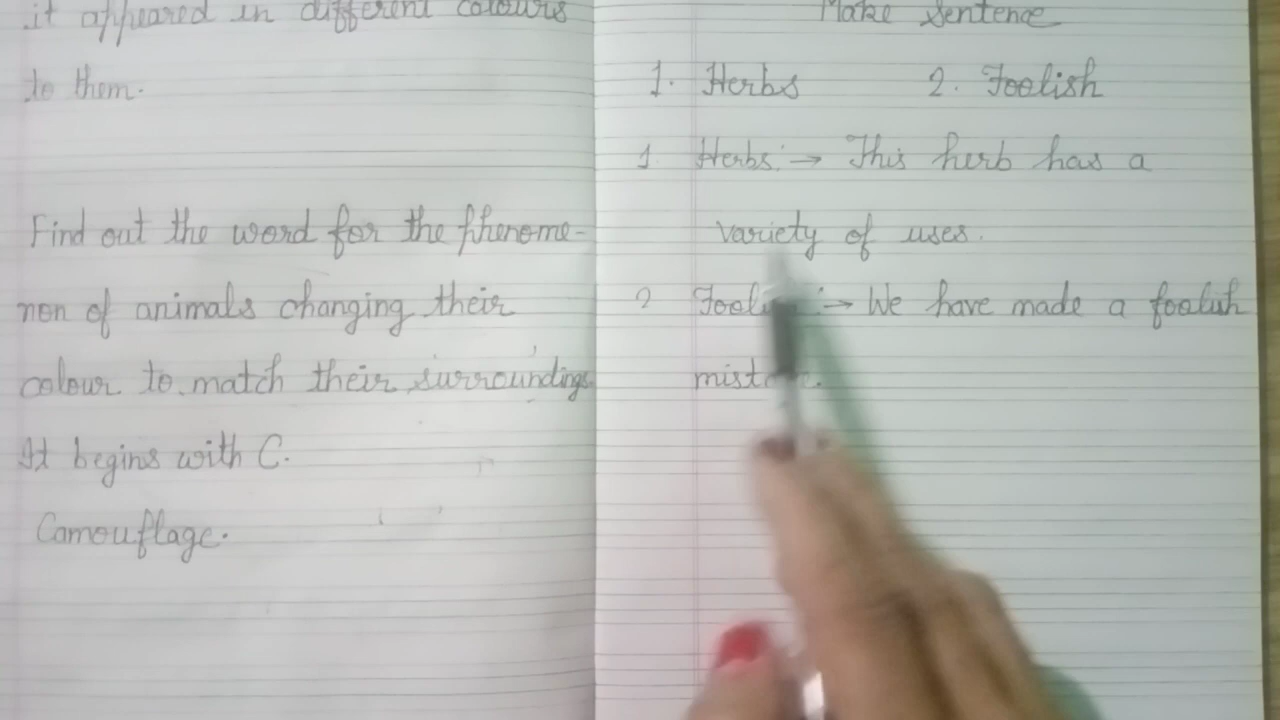 it appeared in different colours
to them.
Find out the word for the phenome-
non of animals changing their
colour to match their surroundings
It begins with C.
Camouflage.
Make Sentence
1. Herbs 2. Foolish
1 Herbs :→ This herb has a
variety of uses.
2 :→ We have made a foolish